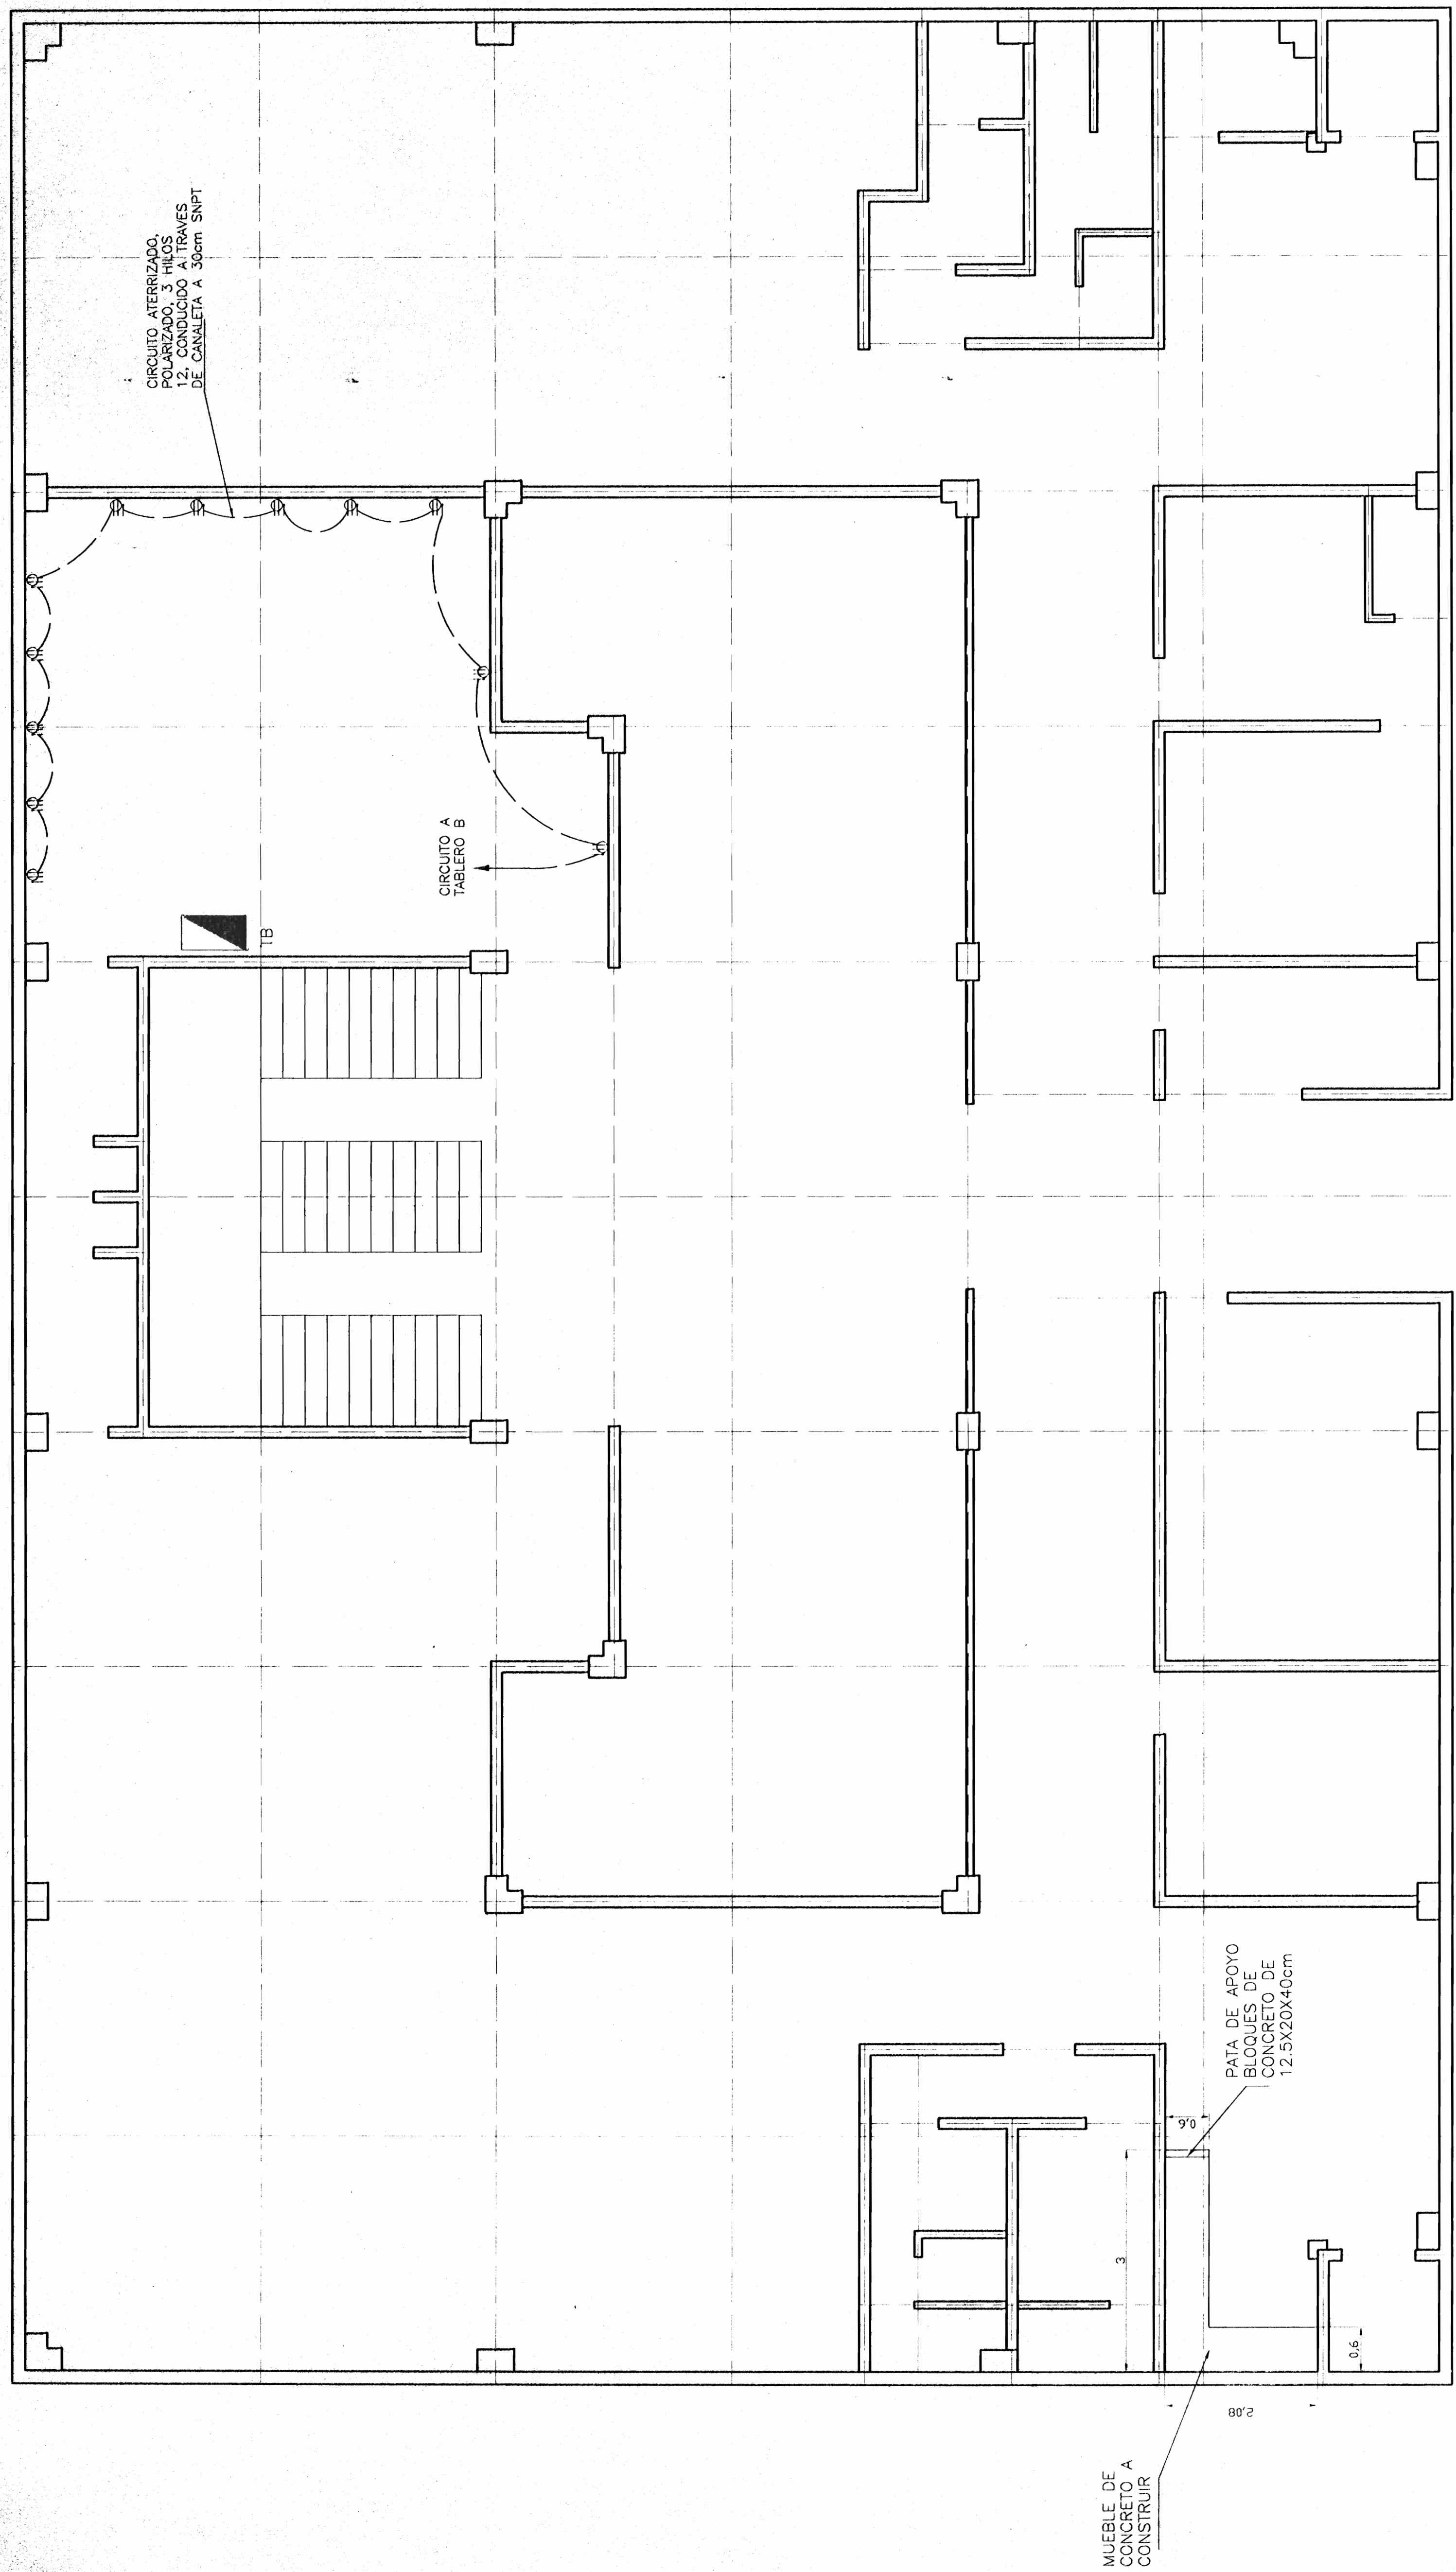 CIRCUITO ATERRIZADO,
POLARIZADO, 3 HILOS
12, CONDUCIDO A TRAVES
DE CANALETA A 30cm SNPT
CIRCUITO A
TABLERO B
TB
PATA DE APOYO
BLOQUES DE
CONCRETO DE
12.5X20X40cm
0,6
3
0,6
2,08
MUEBLE DE
CONCRETO A
CONSTRUIR